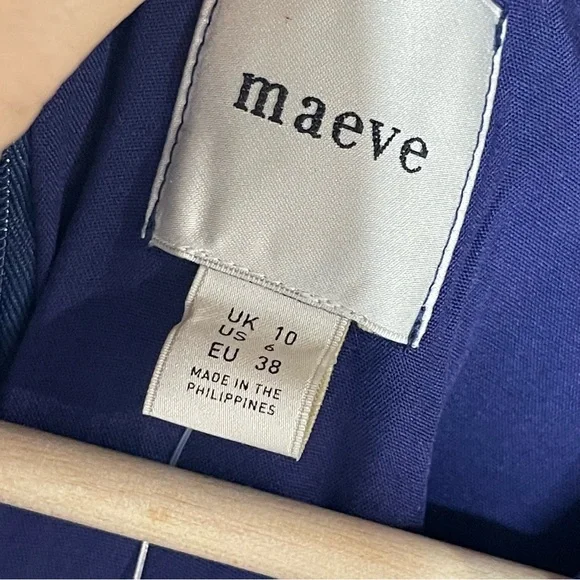 maeve
UK 10
US 6
EU 38
MADE IN THE
PHILIPPINES